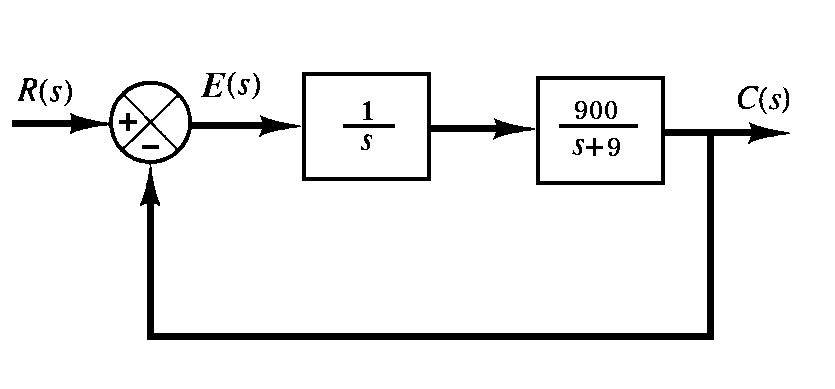 R(s)
+
−
E(s)
1
s
900
s+9
C(s)